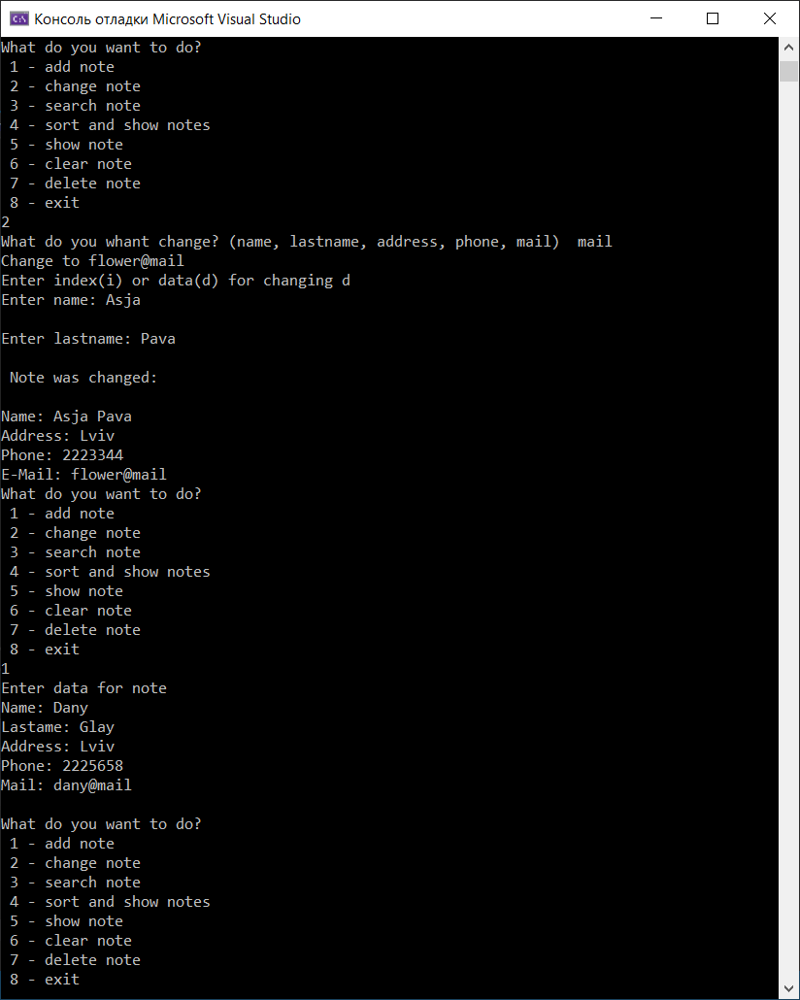 Консоль отладки Microsoft Visual Studio
What do you want to do?
1 - add note
2 - change note
3 - search note
4 - sort and show notes
5 - show note
6 - clear note
7 - delete note
8 - exit
2
What do you whant change? (name, lastname, address, phone, mail)  mail
Change to flower@mail
Enter index(i) or data(d) for changing d
Enter name: Asja
Enter lastname: Pava
Note was changed:
Name: Asja Pava
Address: Lviv
Phone: 2223344
E-Mail: flower@mail
What do you want to do?
1 - add note
2 - change note
3 - search note
4 - sort and show notes
5 - show note
6 - clear note
7 - delete note
8 - exit
1
Enter data for note
Name: Dany
Lastame: Glay
Address: Lviv
Phone: 2225658
Mail: dany@mail
What do you want to do?
1 - add note
2 - change note
3 - search note
4 - sort and show notes
5 - show note
6 - clear note
7 - delete note
8 - exit